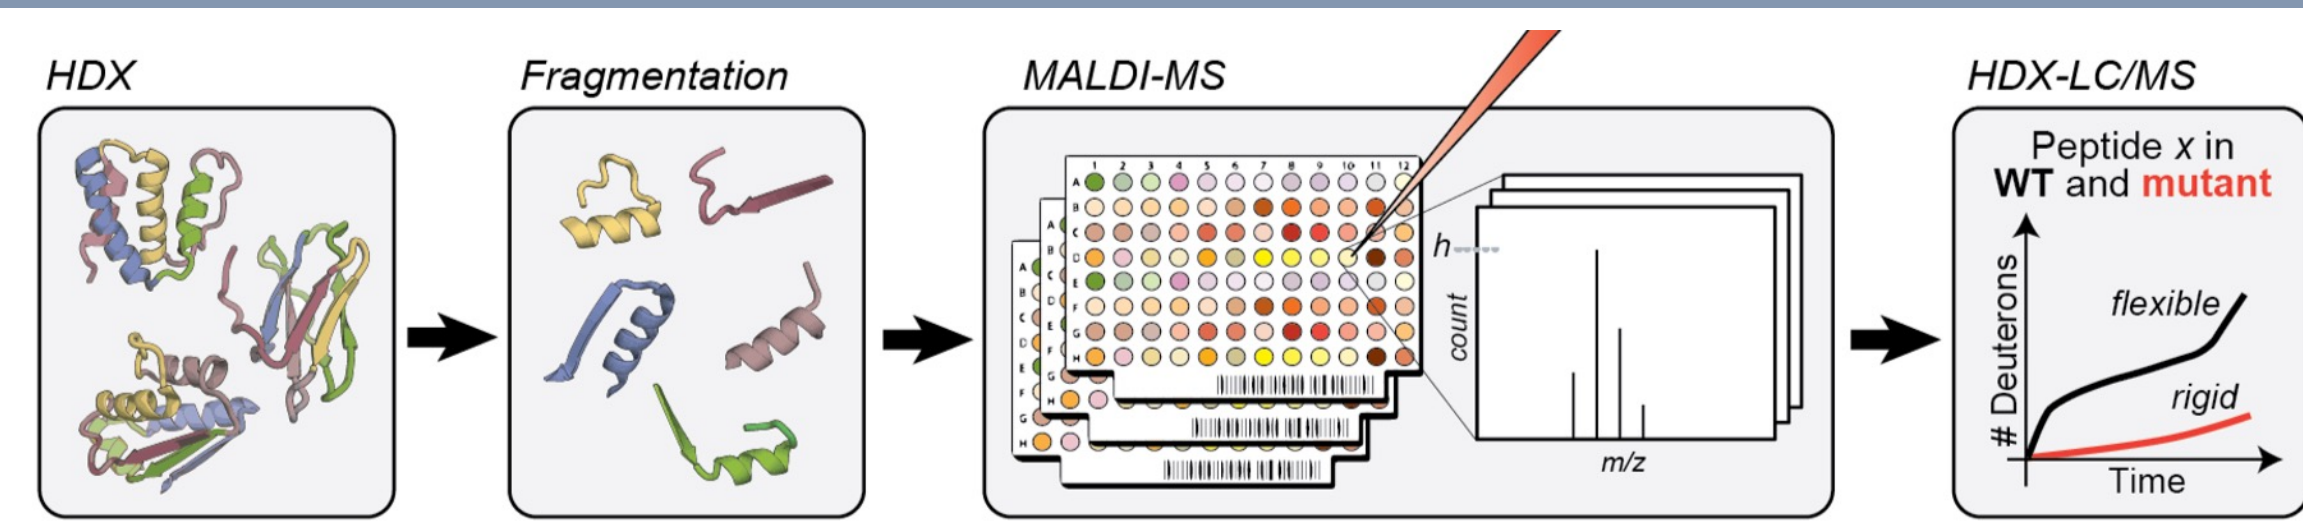 HDX
Fragmentation
MALDI-MS
HDX-LC/MS
1 2 3 4 5 6 7 8 9 10 11 12
A
B
C
D
E
F
G
H
A
B
C
D
E
F
G
H
A
B
C
D
E
F
G
H
h
count
m/z
Peptide x in
WT and mutant
# Deuterons
flexible
rigid
Time